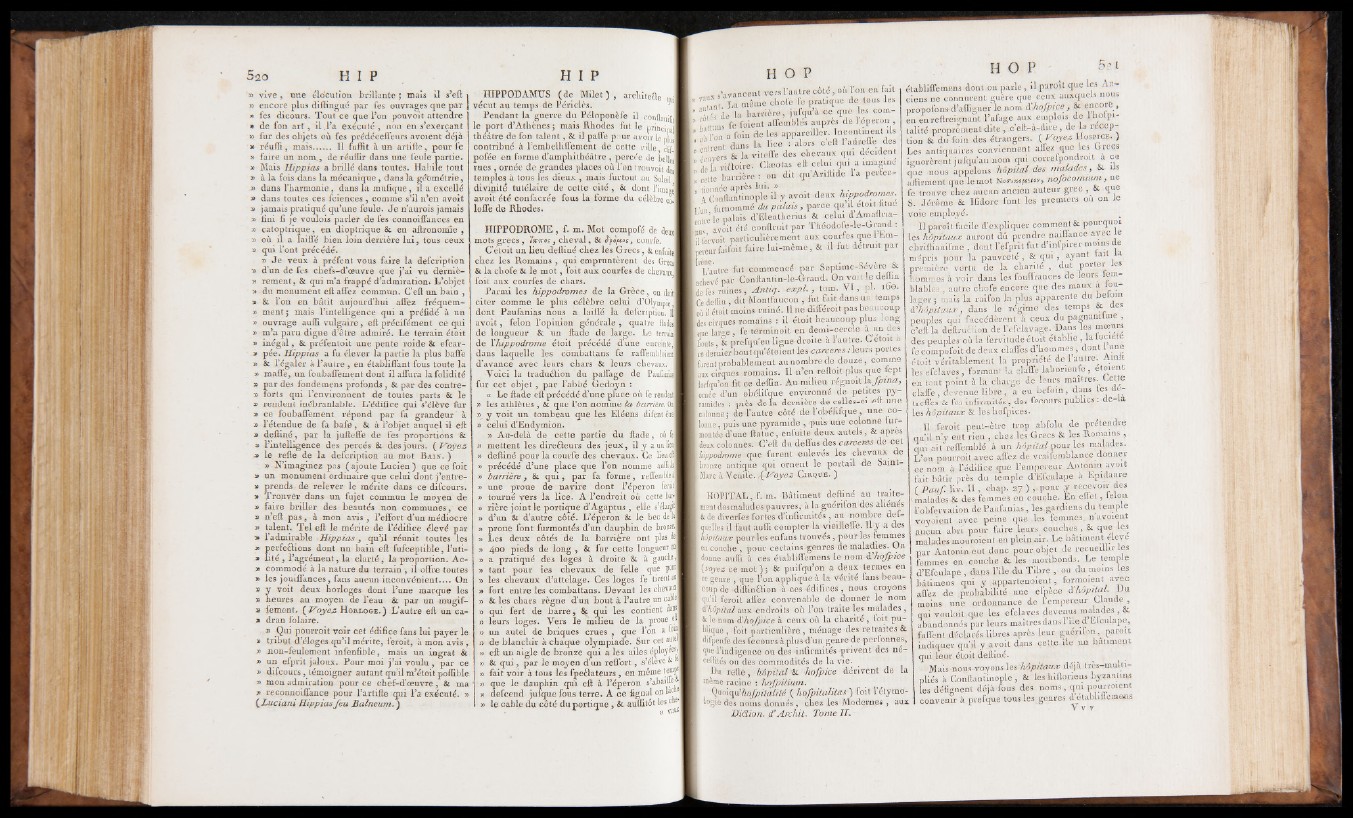 520 HIP HIP
» vive, une élocution brillante; mais il s'eſt
» encore plus diſtingué par ſes ouvrages que par
» ſes diſcours. Tout ce que l'on pouvoit attendre
» de ſon art, il l'a exécuté, non en s'exerçant
» ſur des objets où ſes prédéceſſeurs avoient déjà
» réuſſi, mais...... Il ſuffit à un artiſte, pour ſe
» faire un nom, de réuſſir dans une ſeule partie.
» Mais Hippias a brillé dans toutes. Habile tout
» à la fois dans la mécanique, dans la géométrie,
» dans l'harmonie, dans la muſique, il a excellé
» dans toutes ces ſciences, comme s'il n'en avoit
» jamais pratiqué qu'une ſeule. Je n'aurois jamais
» fini ſi je voulois parler de ſes connoiſſances en
» catoptrique, en dioptrique & en aſtronomie,
» où il a laiſſé bien loin derrière lui, tous ceux
» qui l'ont précédé.
» Je veux à préſent vous faire la deſcription
» d'un de ſes chefs-d'œuvre que j'ai vu derniè-
» rement, & qui m'a frappé d'admiration. L'objet
» du monument eſt aſſez commun. C'eſt un bain,
» & l'on en bâtit aujourd'hui aſſez fréquem-
» ment; mais l'intelligence qui a préſidé à un
» ouvrage auſſi vulgaire, eſt préciſément ce qui
» m'a paru digne d'être admiré. Le terrain étoit
» inégal, & préſentoit une pente roide & eſcar-
» pée. Hippias a ſu élever la partie la plus baſſe
» & l'égaler à l'autre, en établiſſant ſous toute la
» maſſe, un ſoubaſſement dont il aſſura la ſolidité
» par des fondemens profonds, & par des contre-
» forts qui l'environnent de toutes parts & le
» rendent inébranlable. L'édifice qui s'élève ſur
» ce ſoubaſſement répond par ſa grandeur à
» l'étendue de ſa baſe, & à l'objet auquel il eſt
» deſtiné, par la juſteſſe de ſes proportions &
» l'intelligence des percés & des jours. (Voyez
» le reſte de la deſcription au mot BAIN.)
» N'imaginez pas (ajoute Lucien) que ce ſoit
» un monument ordinaire que celui dont j'entre-
» prends de relever le mérite dans ce diſcours.
» Trouver dans un ſujet commun le moyen de
» faire briller des beautés non communes, ce
» n'eſt pas, à mon avis, l'effort d'un médiocre
» talent. Tel eſt le mérite de l'édifice élevé par
» l'admirable Hippias, qu'il réunit toutes les
» perfections dont un bain eſt ſuſceptible, l'uti-
» lité, l'agrément, la clarté, la proportion. Ac-
» commodé à la nature du terrain, il offre toutes
» les jouiſſances, ſans aucun inconvénient.... On
» y voit deux horloges dont l'une marque les
» heures au moyen de l'eau & par un mugiſ-
» ſement. (Voyez HORLOGE.) L'autre eſt un ca-
» dran ſolaire.
» Qui pourroit voir cet édifice ſans lui payer le
» tribut d'éloges qu'il mérite, ſeroit, à mon avis,
» non-ſeulement inſenſible, mais un ingrat &
» un eſprit jaloux. Pour moi j'ai voulu, par ce
» diſcours, témoigner autant qu'il m'étoit poſſible
» mon admiration pour ce chef-d'œuvre, & ma
» reconnoiſſance pour l'artiſte qui l'a exécuté. »
(Luciani Hippias ſeu Balneum.)
HIPPODAMUS (de Milet), architecte qui
vécut au temps de Périclès.
Pendant la guerre du Péloponèſe il conſtruiſit
le port d'Athènes; mais Rhodes fut le principal
théâtre de ſon talent, & il paſſe pour avoir le plus
contribué à l'embelliſſement de cette ville, diſ-
poſée en forme d'amphithéâtre, percée de belles
rues, ornée de grandes places où l'on trouvoit des
temples à tous les dieux, mais ſurtout au Soleil,
divinité tutélaire de cette cité, & dont l'image
avoit été conſacrée ſous la forme du célèbre co-
loſſe de Rhodes.
HIPPODROME, ſ. m. Mot compoſé de deux
mots grecs, ἵππος, cheval, & δρόμος, courſe.
C'étoit un lieu deſtiné chez les Grecs, & enſuite
chez les Romains, qui empruntèrent des Grecs
& la choſe & le mot, ſoit aux courſes de chevaux,
ſoit aux courſes de chars.
Parmi les hippodromes de la Grèce, on doit
citer comme le plus célèbre celui d'Olympie,
dont Pauſanias nous a laiſſé la deſcription. Il
avoit, ſelon l'opinion générale, quatre ſtades
de longueur & un ſtade de large. Le terrain
de l'hippodrome étoit précédé d'une enceinte,
dans laquelle les combattans ſe raſſembloient
d'avance avec leurs chars & leurs chevaux.
Voici la traduction du paſſage de Pauſanias
ſur cet objet, par l'abbé Gedoyn :
« Le ſtade eſt précédé d'une place où ſe rendent
» les athlètes, & que l'on nomme la barrière. On
» y voit un tombeau que les Eléens diſent être
» celui d'Endymion.
» Au-delà de cette partie du ſtade, où ſe
» mettent les directeurs des jeux, il y a un lieu
» deſtiné pour la courſe des chevaux. Ce lieu eſt
» précédé d'une place que l'on nomme auſſi la
» barrière, & qui, par ſa forme, reſſemble à
» une proue de navire dont l'éperon ſeroit
» tourné vers la lice. A l'endroit où cette bar-
» rière joint le portique d'Agaptus, elle s'élargit
» d'un & d'autre côté. L'éperon & le bec de la
» proue ſont ſurmontés d'un dauphin de bronze.
» Les deux côtés de la barrière ont plus de
» 400 pieds de long, & ſur cette longueur on
» a pratiqué des loges à droite & à gauche,
» tant pour les chevaux de ſelle que pour
» les chevaux d'attelage. Ces loges ſe tirent au
» ſort entre les combattans. Devant les chevaux
» & les chars règne d'un bout à l'autre un cable
» qui ſert de barre, & qui les contient dans
» leurs loges. Vers le milieu de la proue eſt
» un autel de briques crues, que l'on a ſoin
» de blanchir à chaque olympiade. Sur cet autel
» eſt un aigle de bronze qui a les ailes éployées,
» & qui, par le moyen d'un reſſort, s'élève & ſe
» fait voir à tous les ſpectateurs, en même temps
» que le dauphin qui eſt à l'éperon s'abaiſſe &
» deſcend juſque ſous terre. A ce ſignal on lâche
» le cable du côté du portique, & auſſitôt les che-
» vaux
HOP HOP 521
» vaux s'avancent vers l'autre côté, où l'on en fait
» autant. La même choſe ſe pratique de tous les
» côtés de la barrière, juſqu'à ce que les com-
» battans ſe ſoient aſſemblés auprès de l'éperon,
» où l'on a ſoin de les appareiller. Incontinent ils
» entrent dans la lice : alors c'eſt l'adreſſe des
» écuyers & la viteſſe des chevaux qui décident
» de la victoire. Cléœtas eſt celui qui a imaginé
» cette barrière : on dit qu'Ariſtide l'a perfec-
» tionnée après lui. »
A Conſtantinople il y avoit deux hippodromes.
L'un, ſurnommé du palais, parce qu'il étoit ſitué
entre le palais d'Eleuthérius & celui d'Amaſtria-
nus, avoit été conſtruit par Théodoſe-le-Grand :
il ſervoit particulièrement aux courſes que l'Em-
pereur faiſoit faire lui-même, & il fut détruit par
Irène.
L'autre fut commencé par Septime-Sévère &
achevé par Conſtantin-le-Grand. On voit le deſſin
de ſes ruines, Antiq. expl., tom. VI, pl. 160.
Ce deſſin, dit Montfaucon, fut fait dans un temps
où il étoit moins ruiné. Il ne différoit pas beaucoup
des cirques romains : il étoit beaucoup plus long
que large, ſe terminoit en demi-cercle à un des
bouts, & preſqu'en ligne droite à l'autre. C'étoit à
ce dernier bout qu'étoient les carceres : leurs portes
furent probablement au nombre de douze, comme
aux cirques romains. Il n'en reſtoit plus que ſept
lorſqu'on fit ce deſſin. Au milieu régnoit la ſpina,
ornée d'un obéliſque environné de petites py-
ramides : près de la dernière de celles-ci eſt une
colonne; de l'autre côté de l'obéliſque, une co-
lonne, puis une pyramide, puis une colonne ſur-
montée d'une ſtatue, enſuite deux autels, & après
deux colonnes. C'eſt du deſſus des carceres de cet
hippodrome que furent enlevés les chevaux de
bronze antique qui ornent le portail de Saint-
Marc à Veniſe. (Voyez CIRQUE.)
HOPITAL, ſ. m. Bâtiment deſtiné au traite-
ment des malades pauvres, à la guériſon des aliénés
& de diverſes ſortes d'infirmités, au nombre deſ-
quelles il faut auſſi compter la vieilleſſe. Il y a des
hôpitaux pour les enfans trouvés, pour les femmes
en couche, pour certains genres de maladies. On
donne auſſi à ces établiſſemens le nom d'hoſpice
(voyez ce mot); & puiſqu'on a deux termes en
ce genre, que l'on applique à la vérité ſans beau-
coup de diſtinction à ces édifices, nous croyons
qu'il ſeroit aſſez convenable de donner le nom
d'hôpital aux endroits où l'on traite les malades,
& le nom d'hoſpice à ceux où la charité, ſoit pu-
blique, ſoit particulière, ménage des retraites &
diſpenſe des ſecours à plus d'un genre de perſonnes,
que l'indigence ou des infirmités privent des né-
ceſſités ou des commodités de la vie.
Du reſte, hôpital & hoſpice dérivent de la
même racine : hoſpitium.
Quoiqu'hoſpitalité (hoſpitalitas) ſoit l'étymo-
logie des noms donnés, chez les Modernes, aux
Diction. d'Archit. Tome II.
établiſſemens dont on parle, il paroît que les An-
ciens ne connurent guère que ceux auxquels nous
propoſons d'aſſigner le nom d'hoſpice, & encore,
en en reſtreignant l'uſage aux emplois de l'hoſpi-
talité proprement dite, c'eſt-à-dire, de la récep-
tion & du ſoin des étrangers. (Voyez HOSPICE.)
Les antiquaires conviennent aſſez que les Grecs
ignorèrent juſqu'au nom qui correſpondroit à ce
que nous appelons hôpital des malades, & ils
affirment que le mot νοσοκομεῖον, noſocomium, ne
ſe trouve chez aucun ancien auteur grec, & que
S. Jérôme & Iſidore ſont les premiers où on le
voie employé.
Il paroît facile d'expliquer comment & pourquoi
les hôpitaux auront dû prendre naiſſance avec le
chriſtianiſme, dont l'eſprit fut d'inſpirer moins de
mépris pour la pauvreté, & qui, ayant fait la
première vertu de la charité, dut porter les
hommes à voir dans les ſouffrances de leurs ſem-
blables, autre choſe encore que des maux à ſou-
lager; mais la raiſon la plus apparente du beſoin
d'hôpitaux, dans le régime des temps & des
peuples qui ſuccédèrent à ceux du paganiſme,
c'eſt la deſtruction de l'eſclavage. Dans les mœurs
des peuples où la ſervitude étoit établie, la ſociété
ſe compoſoit de deux claſſes d'hommes, dont l'une
étoit véritablement la propriété de l'autre. Ainſi
les eſclaves, formant la claſſe laborieuſe, étoient
en tout point à la charge de leurs maîtres. Cette
claſſe, devenue libre, a eu beſoin, dans ſes dé-
treſſes & ſes infirmités, des ſecours publics : de-là
les hôpitaux & les hoſpices.
Il ſeroit peut-être trop abſolu de prétendre
qu'il n'y eut rien, chez les Grecs & les Romains,
qui ait reſſemblé à un hôpital pour les malades.
L'on pourroit avec aſſez de vraiſemblance donner
ce nom à l'édifice que l'empereur Antonin avoit
fait bâtir près du temple d'Eſculape à Epidaure
(Pauſ. liv. II, chap. 27), pour y recevoir des
malades & des femmes en couche. En effet, ſelon
l'obſervation de Pauſanias, les gardiens du temple
voyoient avec peine que les femmes n'avoient
aucun abri pour faire leurs couches, & que les
malades mouroient en plein air. Le bâtiment élevé
par Antonin eut donc pour objet de recueillir les
femmes en couche & les moribonds. Le temple
d'Eſculape, dans l'île du Tibre, ou du moins les
bâtimens qui y appartenoient, formoient avec
aſſez de probabilité une eſpèce d'hôpital. Du
moins une ordonnance de l'empereur Claude,
qui vouloit que les eſclaves devenus malades, &
abandonnés par leurs maîtres dans l'île d'Eſculape,
fuſſent déclarés libres après leur guériſon, paroît
indiquer qu'il y avoit dans cette île un bâtiment
qui leur étoit deſtiné.
Mais nous voyons les hôpitaux déjà très-multi-
pliés à Conſtantinople, & les hiſtoriens byzantins
les déſignent déjà ſous des noms, qui pourroient
convenir à preſque tous les genres d'établiſſemens
V v v